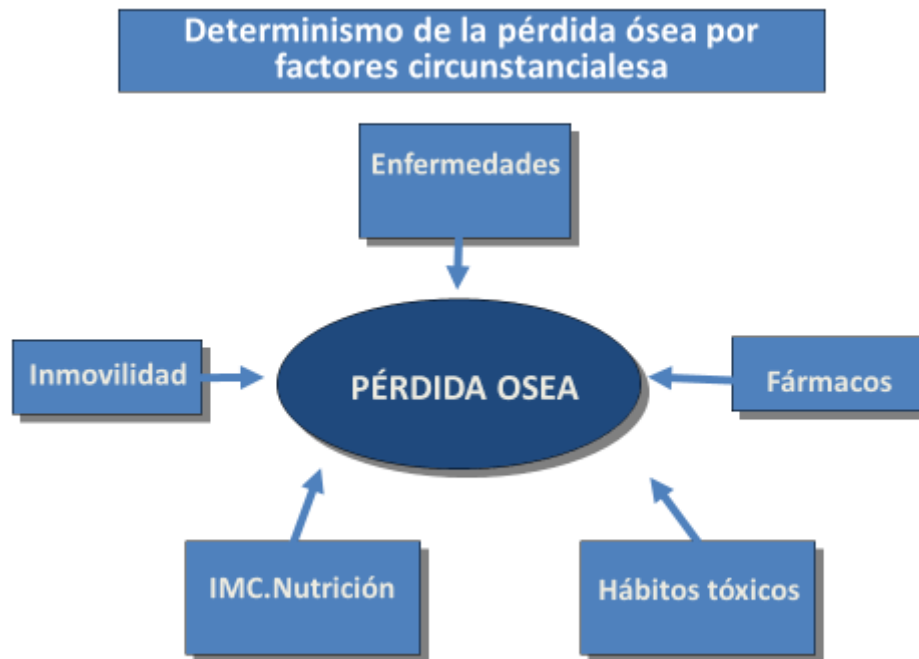 Determinismo de la pérdida ósea por
factores circunstancialesa
Enfermedades
Inmovilidad
PÉRDIDA OSEA
Fármacos
IMC.Nutrición
Hábitos tóxicos